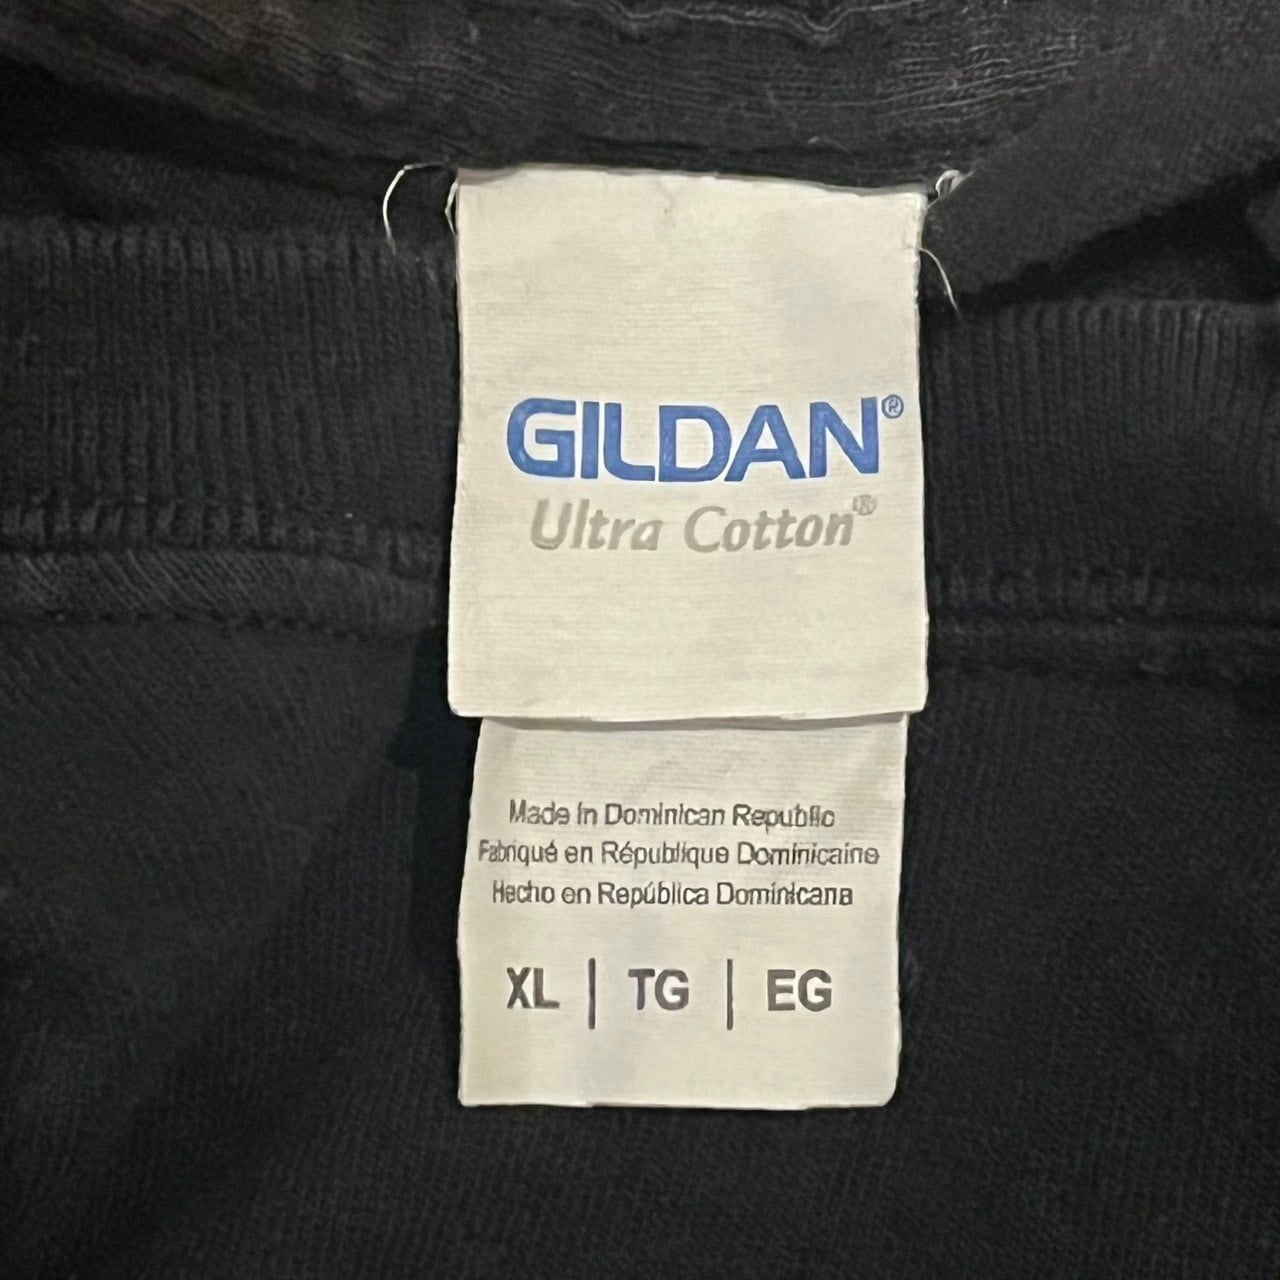 GILDAN®
Ultra Cotton®
Made in Dominican Republic
Fabriqué en République Dominicaine
Hecho en República Dominicana
XL | TG | EG